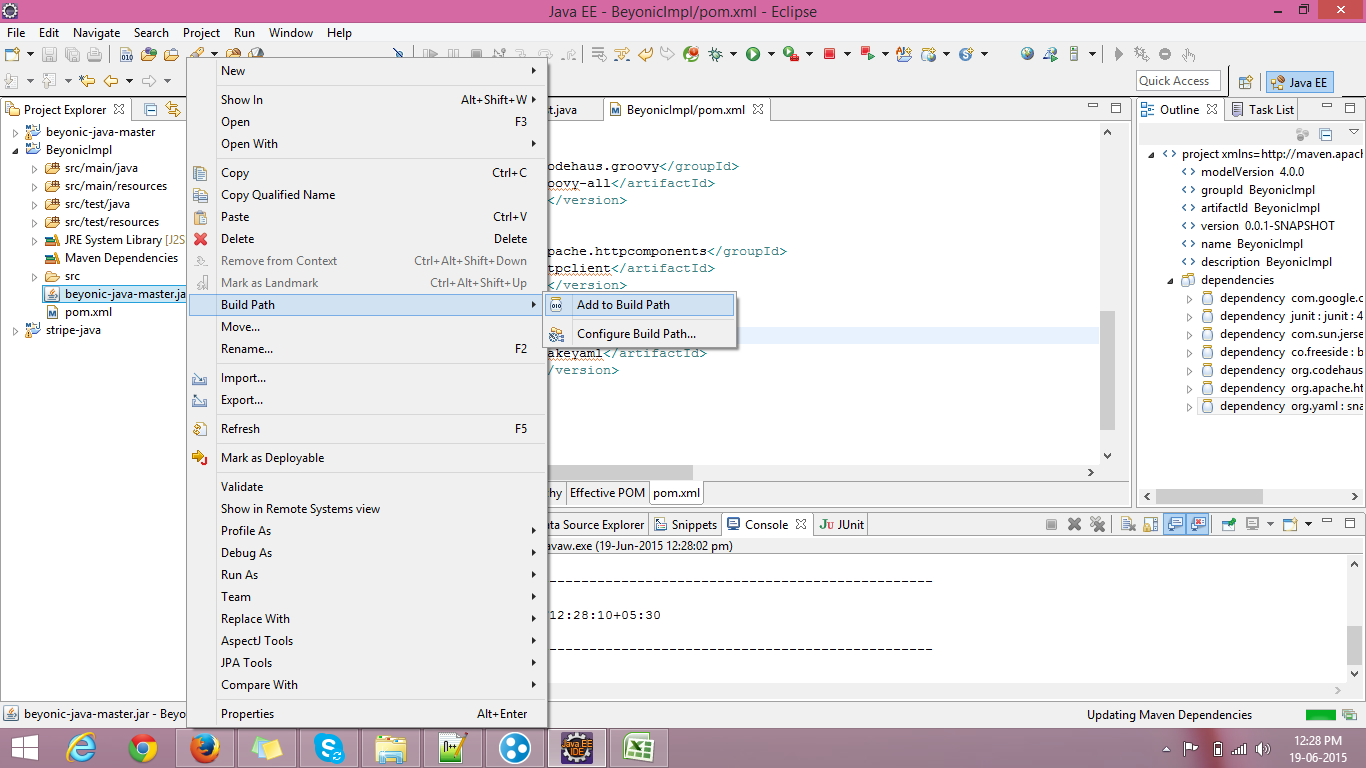 Java EE - BeyonicImpl/pom.xml - Eclipse
File Edit Navigate Search Project Run Window Help
Quick Access
Java EE
Project Explorer
beyonic-java-master
BeyonicImpl
src/main/java
src/main/resources
src/test/java
src/test/resources
JRE System Library [J2S
Maven Dependencies
src
beyonic-java-master.ja
pom.xml
stripe-java
New
Show In Alt+Shift+W
Open F3
Open With
Copy Ctrl+C
Copy Qualified Name
Paste Ctrl+V
Delete Delete
Remove from Context Ctrl+Alt+Shift+Down
Mark as Landmark Ctrl+Alt+Shift+Up
Build Path
Move...
Rename... F2
Import...
Export...
Refresh F5
Mark as Deployable
Validate
Show in Remote Systems view
Profile As
Debug As
Run As
Team
Replace With
AspectJ Tools
JPA Tools
Compare With
Properties Alt+Enter
Add to Build Path
Configure Build Path...
t.java
BeyonicImpl/pom.xml
odehaus.groovy</groupId>
oovy-all</artifactId>
</version>
pache.httpcomponents</groupId>
tpclient</artifactId>
</version>
akeyaml</artifactId>
/version>
hy Effective POM pom.xml
Outline Task List
project xmlns=http://maven.apac
modelVersion 4.0.0
groupId BeyonicImpl
artifactId BeyonicImpl
version 0.0.1-SNAPSHOT
name BeyonicImpl
description BeyonicImpl
dependencies
dependency com.google.c
dependency junit : junit : 4
dependency com.sun.jerse
dependency co.freeside : b
dependency org.codehaus
dependency org.apache.ht
dependency org.yaml : sna
ata Source Explorer Snippets Console JUnit
avaw.exe (19-Jun-2015 12:28:02 pm)
------------------------------------------------
12:28:10+05:30
------------------------------------------------
beyonic-java-master.jar - Beyo
Updating Maven Dependencies
12:28 PM
19-06-2015